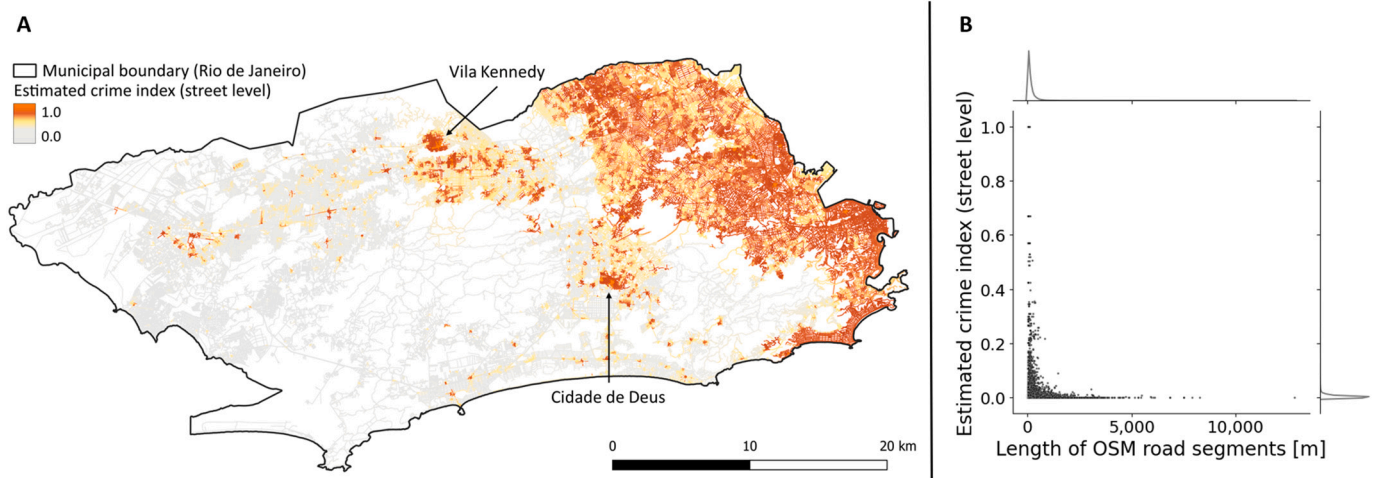 A
Municipal boundary (Rio de Janeiro)
Estimated crime index (street level)
1.0
0.0
Vila Kennedy
Cidade de Deus
0 10 20 km
B
Estimated crime index (street level)
1.0
0.8
0.6
0.4
0.2
0.0
0 5,000 10,000
Length of OSM road segments [m]